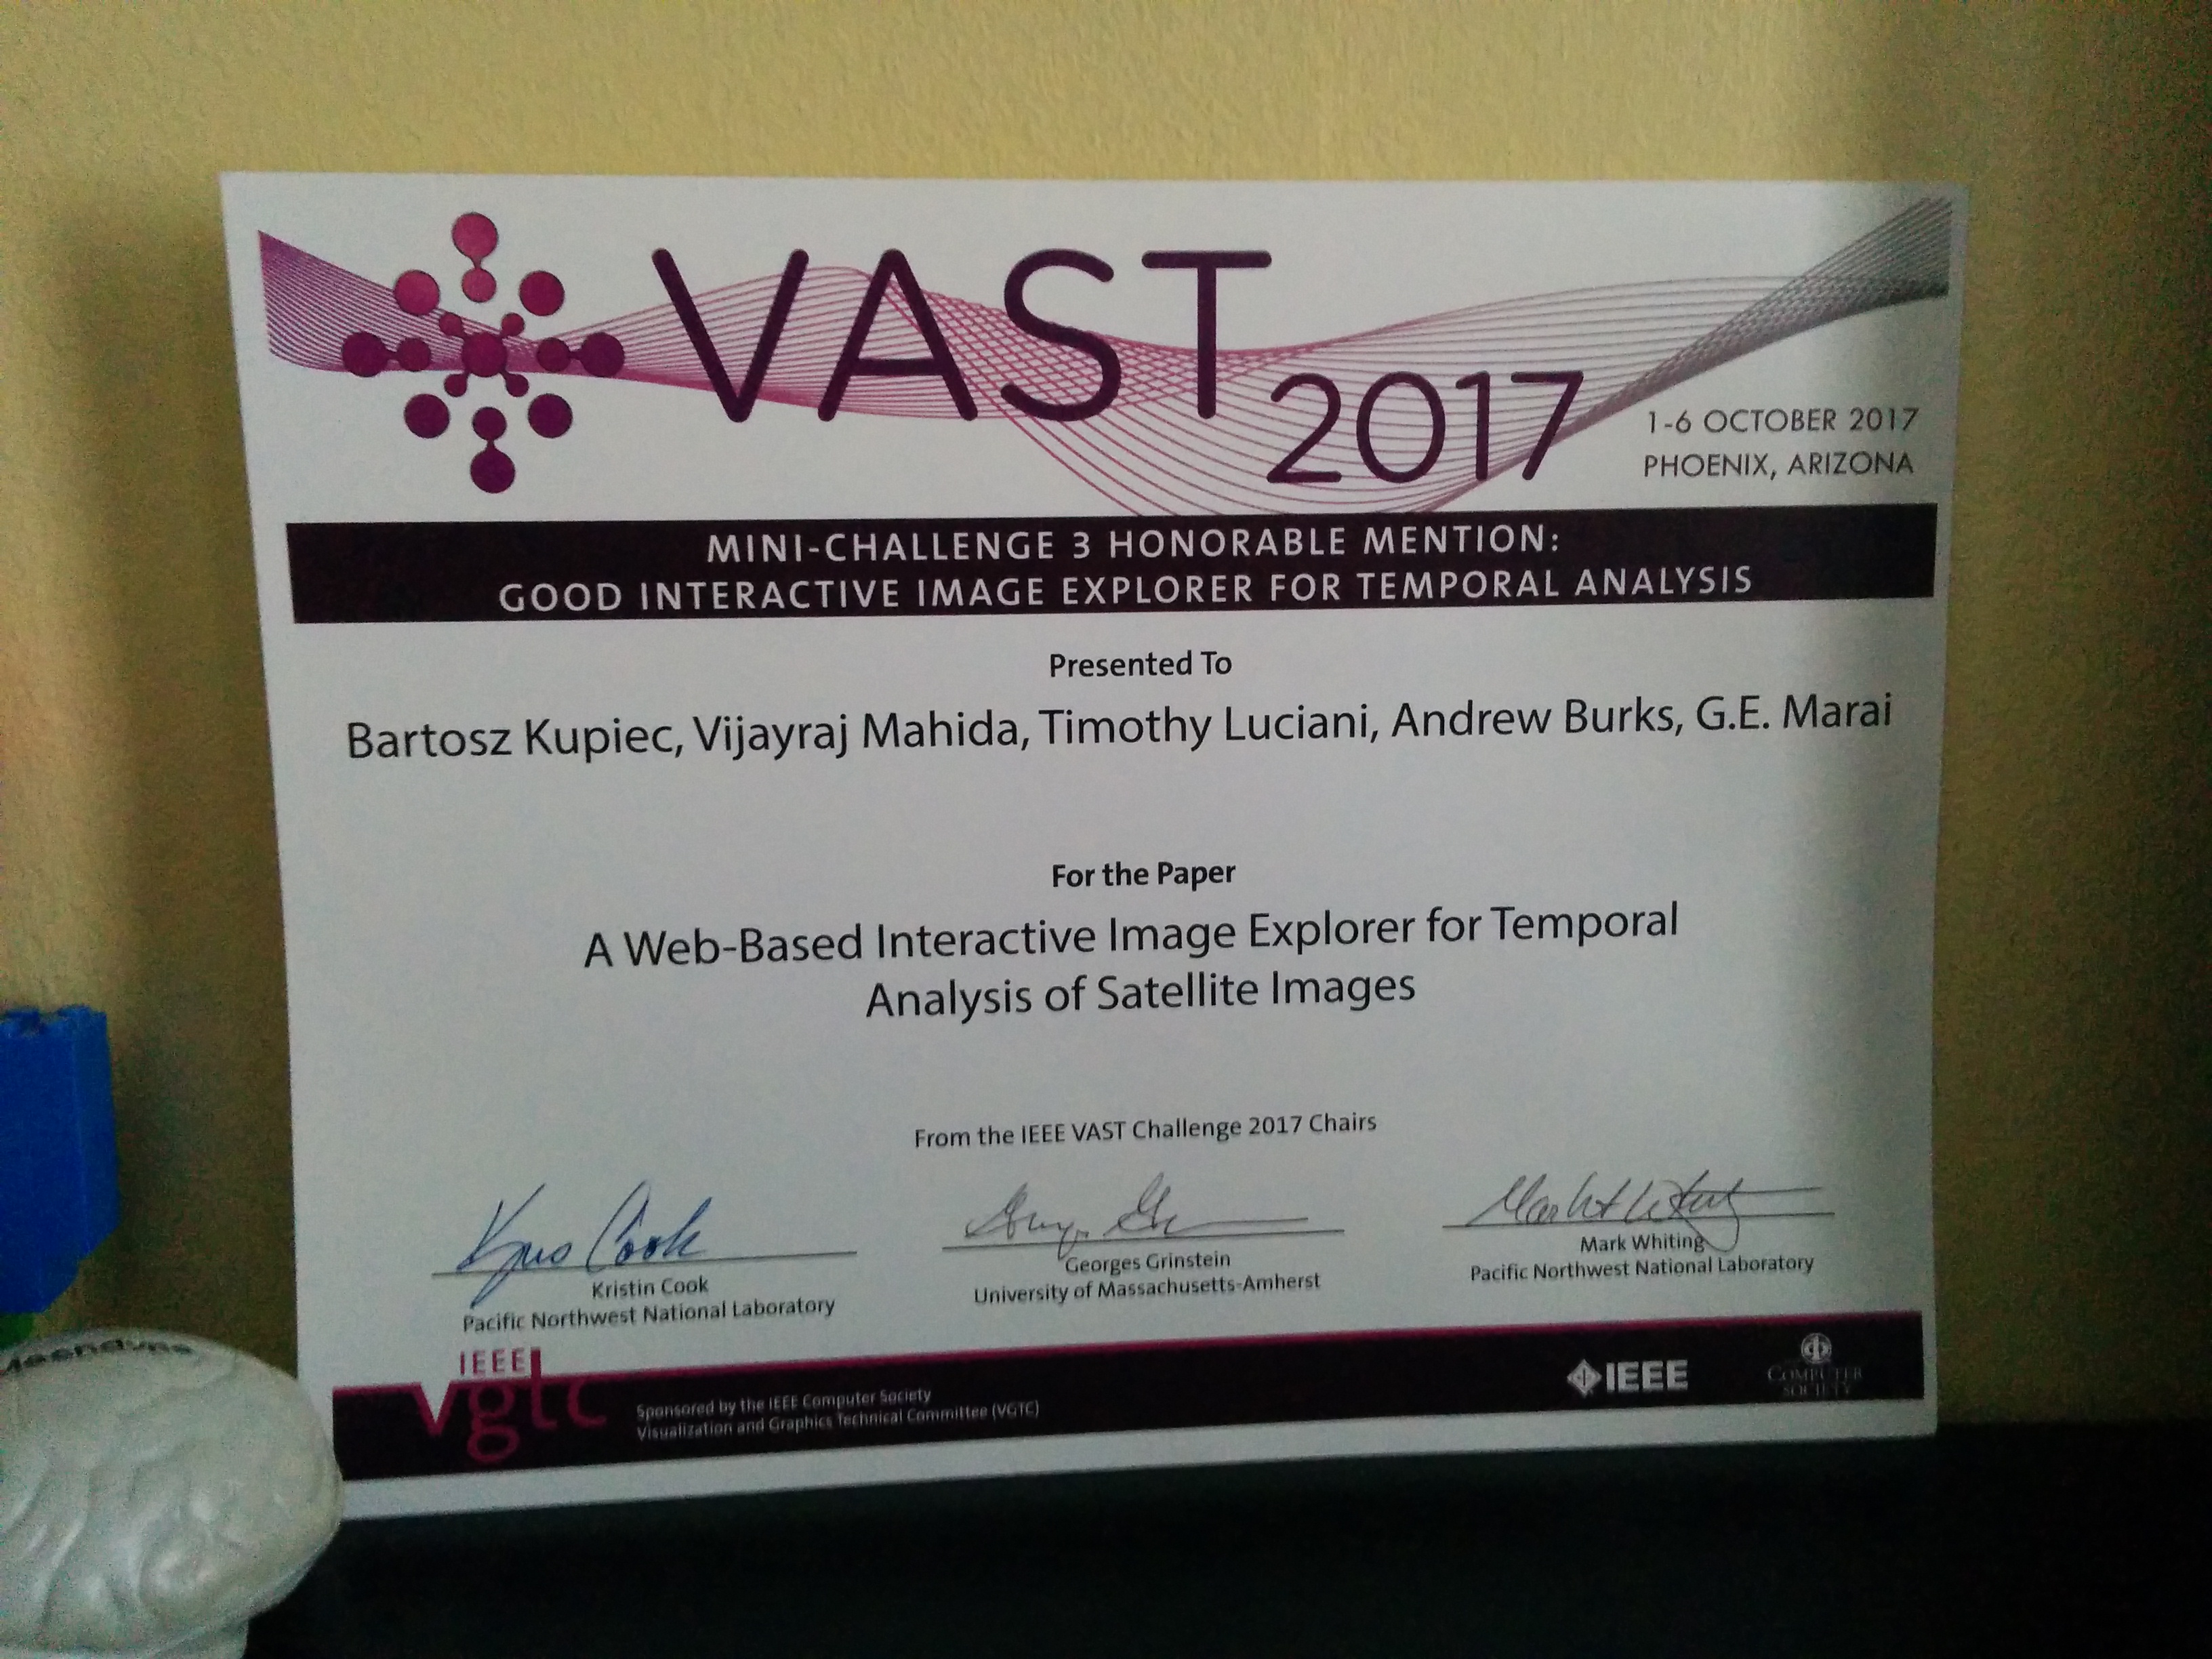 VAST 2017
1-6 OCTOBER 2017
PHOENIX, ARIZONA
MINI-CHALLENGE 3 HONORABLE MENTION:
GOOD INTERACTIVE IMAGE EXPLORER FOR TEMPORAL ANALYSIS
Presented To
Bartosz Kupiec, Vijayraj Mahida, Timothy Luciani, Andrew Burks, G.E. Marai
For the Paper
A Web-Based Interactive Image Explorer for Temporal
Analysis of Satellite Images
From the IEEE VAST Challenge 2017 Chairs
Kristin Cook
Pacific Northwest National Laboratory
Georges Grinstein
University of Massachusetts-Amherst
Mark Whiting
Pacific Northwest National Laboratory
IEEE
vgtc
Sponsored by the IEEE Computer Society
Visualization and Graphics Technical Committee (VGTC)
IEEE
COMPUTER
SOCIETY